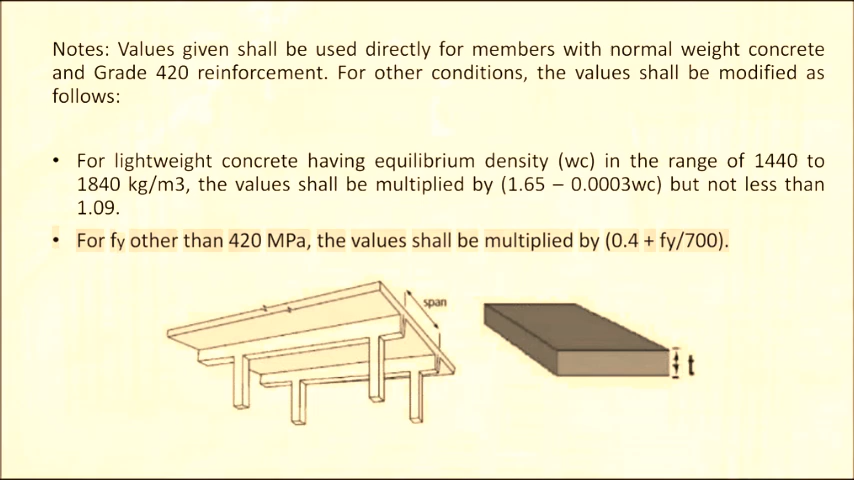 Notes: Values given shall be used directly for members with normal weight concrete
and Grade 420 reinforcement. For other conditions, the values shall be modified as
follows:
• For lightweight concrete having equilibrium density (wc) in the range of 1440 to
1840 kg/m3, the values shall be multiplied by (1.65 – 0.0003wc) but not less than
1.09.
• For fy other than 420 MPa, the values shall be multiplied by (0.4 + fy/700).
span
t